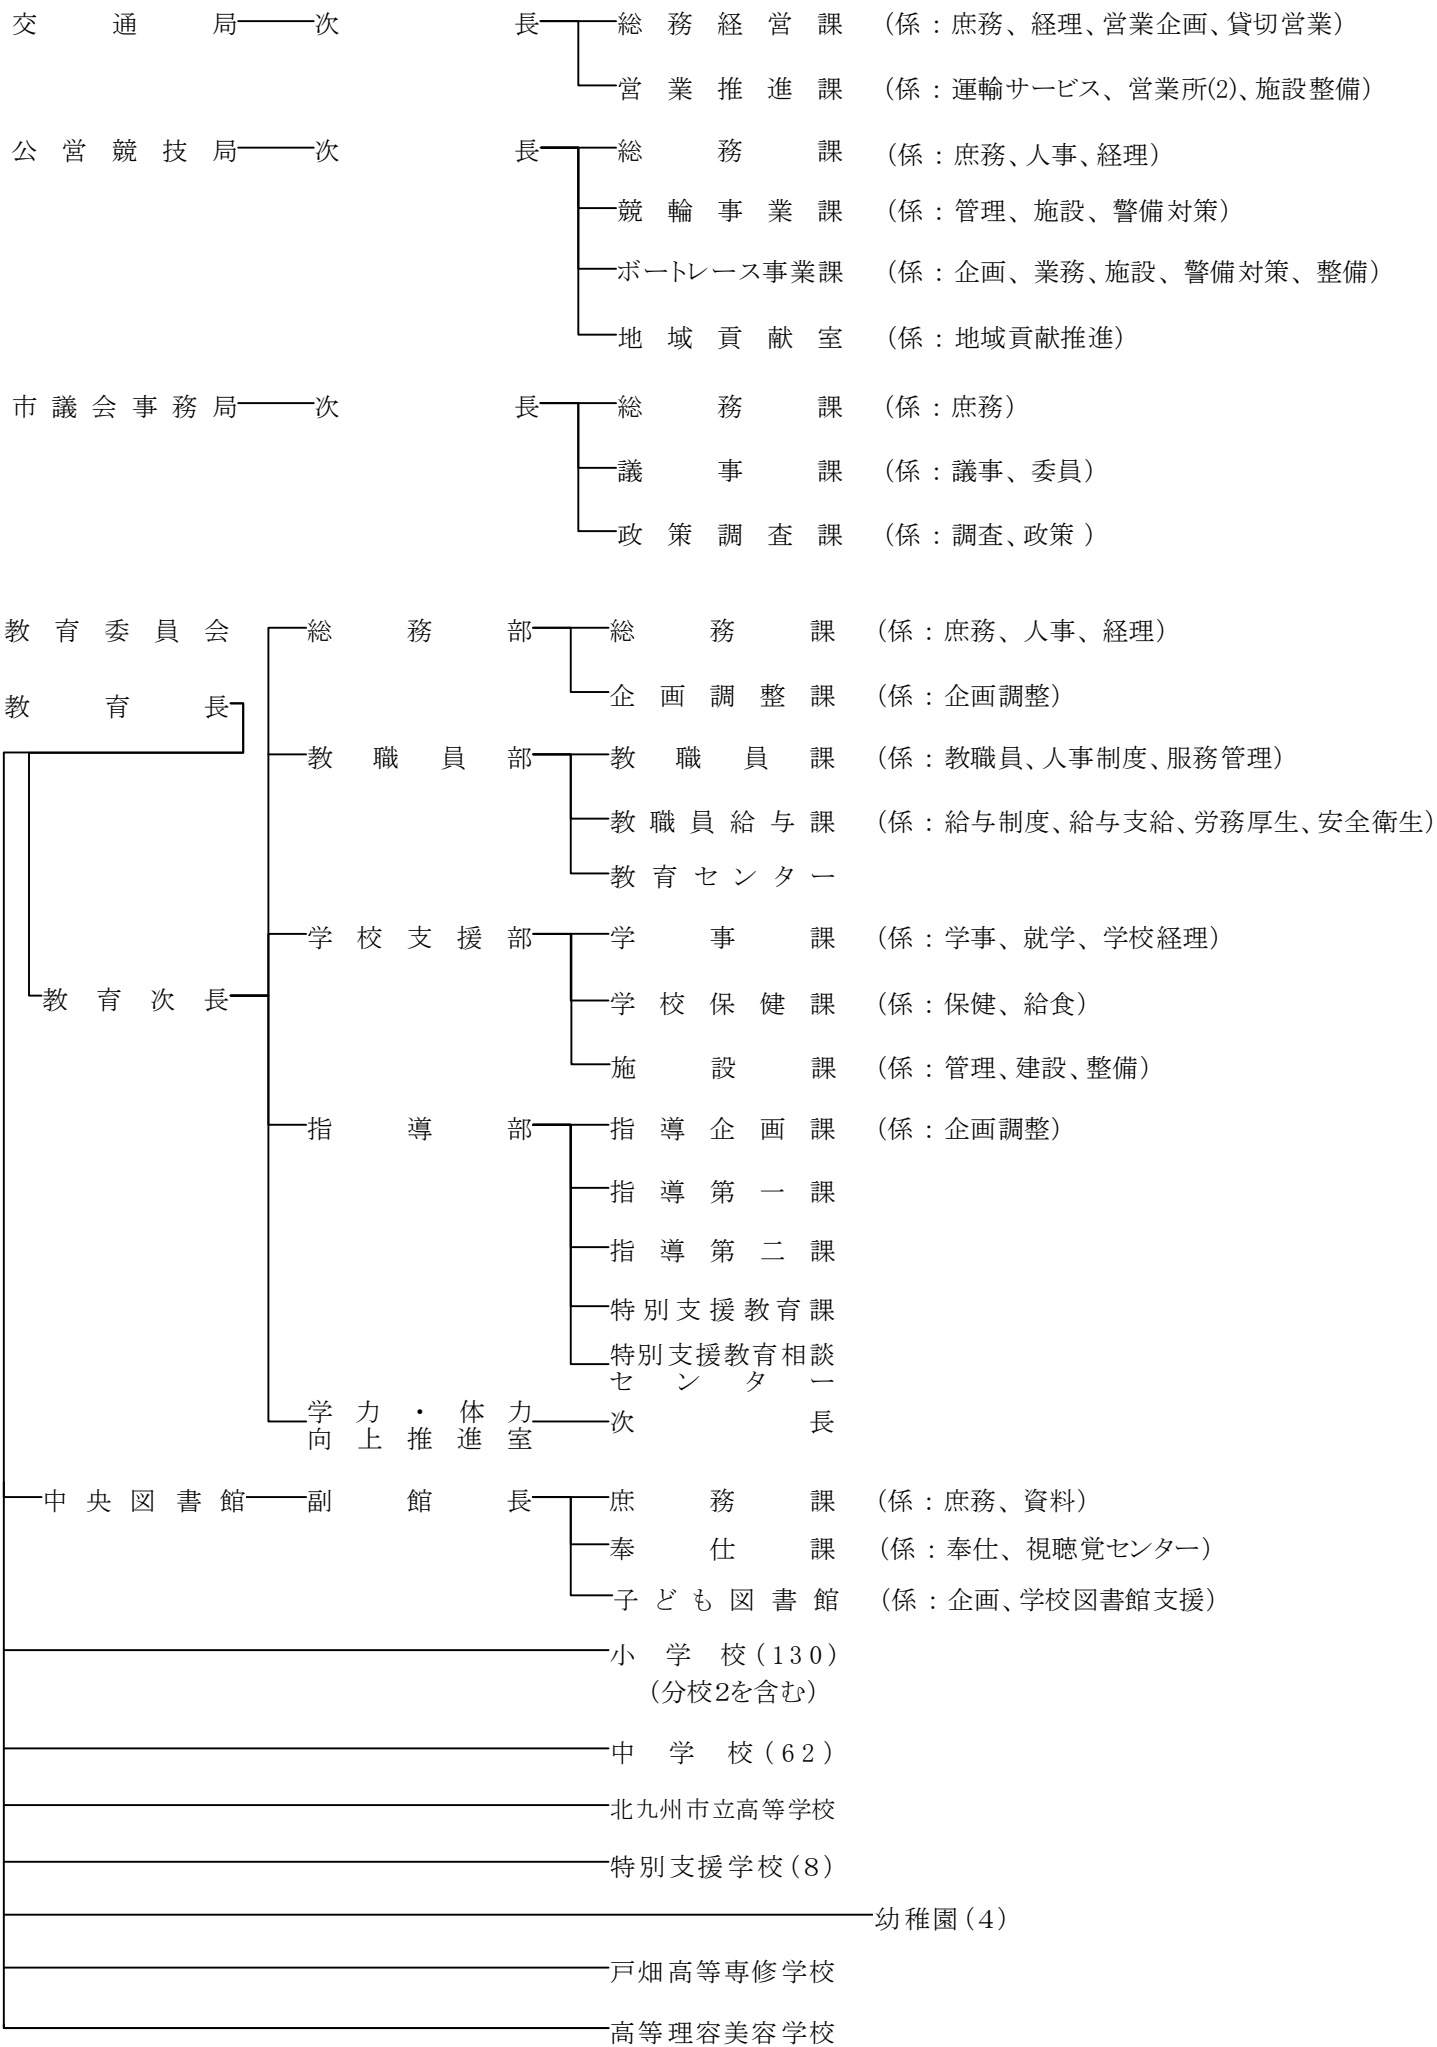 交通局 次長 総務経営課 (係：庶務、経理、営業企画、貸切営業)
営業推進課 (係：運輸サービス、営業所(2)、施設整備)
公営競技局 次長 総務課 (係：庶務、人事、経理)
競輪事業課 (係：管理、施設、警備対策)
ボートレース事業課 (係：企画、業務、施設、警備対策、整備)
地域貢献室 (係：地域貢献推進)
市議会事務局 次長 総務課 (係：庶務)
議事課 (係：議事、委員)
政策調査課 (係：調査、政策)
教育委員会 総務部 総務課 (係：庶務、人事、経理)
教育長 企画調整課 (係：企画調整)
教職員部 教職員課 (係：教職員、人事制度、服務管理)
教職員給与課 (係：給与制度、給与支給、労務厚生、安全衛生)
教育センター
学校支援部 学事課 (係：学事、就学、学校経理)
教育次長 学校保健課 (係：保健、給食)
施設課 (係：管理、建設、整備)
指導部 指導企画課 (係：企画調整)
指導第一課
指導第二課
特別支援教育課
特別支援教育相談
センター
学力・体力
向上推進室 次長
中央図書館 副館長 庶務課 (係：庶務、資料)
奉仕課 (係：奉仕、視聴覚センター)
子ども図書館 (係：企画、学校図書館支援)
小学校(130)
(分校2を含む)
中学校(62)
北九州市立高等学校
特別支援学校(8)
幼稚園(4)
戸畑高等専修学校
高等理容美容学校